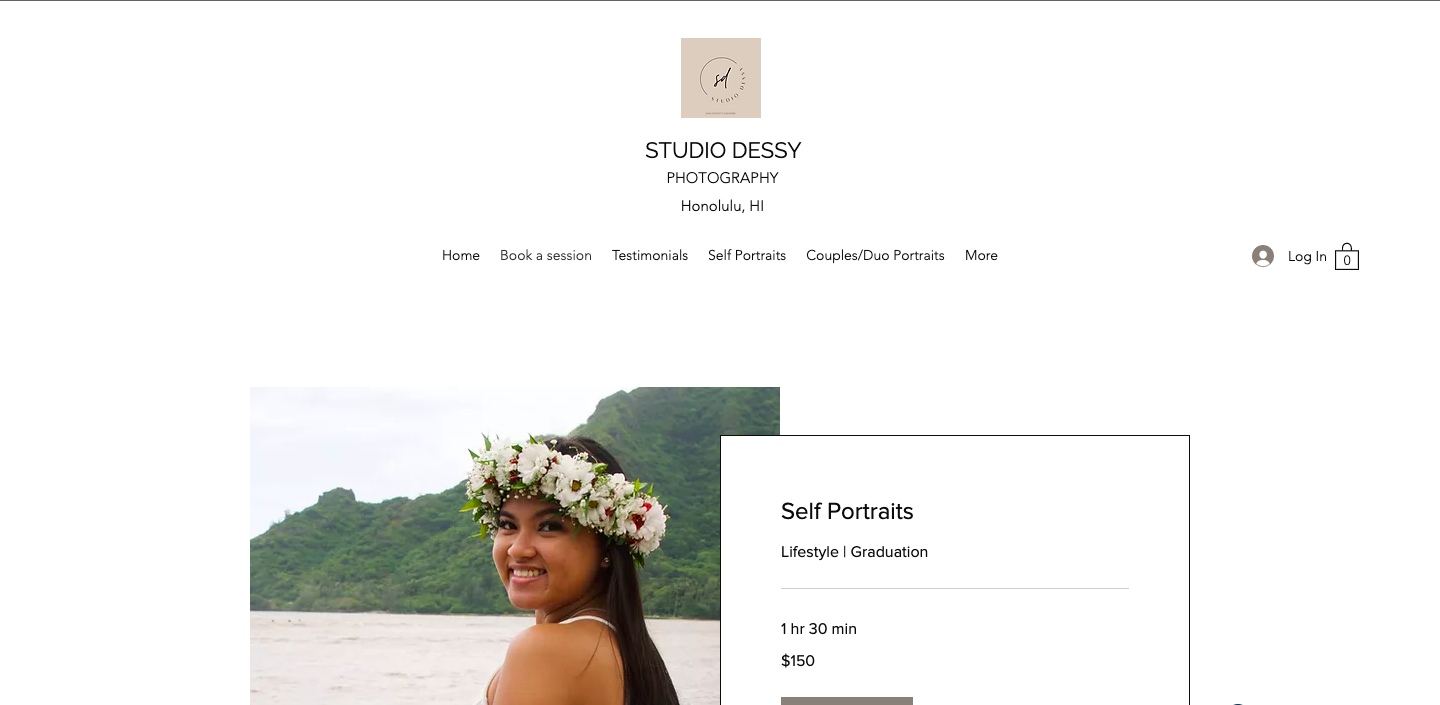 sd
STUDIO DESSY
STUDIO DESSY
PHOTOGRAPHY
Honolulu, HI
Home
Book a session
Testimonials
Self Portraits
Couples/Duo Portraits
More
Log In
0
Self Portraits
Lifestyle | Graduation
1 hr 30 min
$150